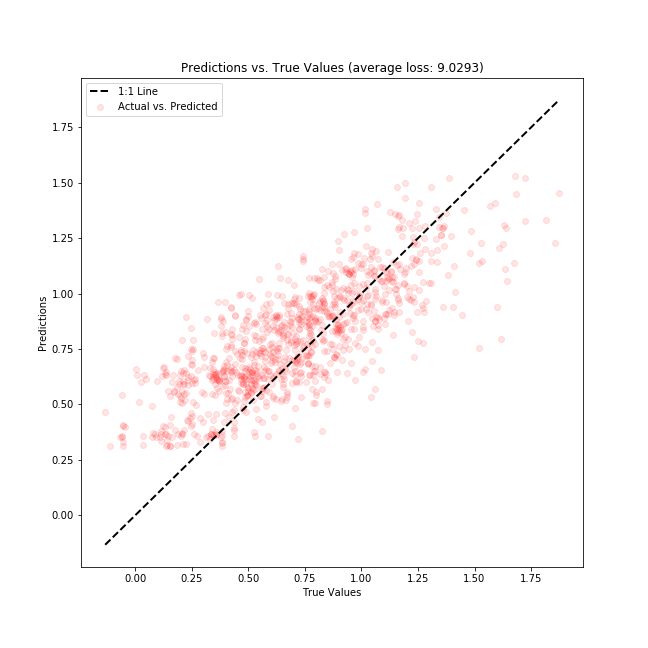 Predictions vs. True Values (average loss: 9.0293)
1:1 Line
Actual vs. Predicted
1.75
1.50
1.25
1.00
0.75
0.50
0.25
0.00
Predictions
0.00 0.25 0.50 0.75 1.00 1.25 1.50 1.75
True Values